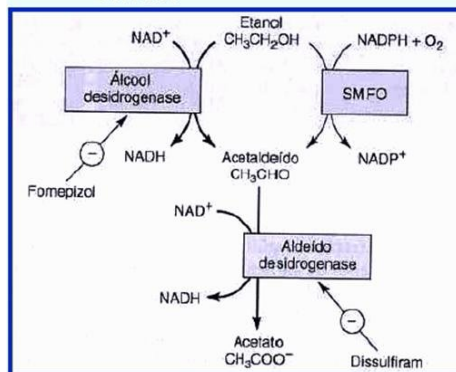 Etanol
NAD⁺
CH₃CH₂OH
NADPH + O₂
Álcool
desidrogenase
SMFO
NADH
Acetaldeído
CH₃CHO
NADP⁺
Fomepizol
NAD⁺
Aldeído
desidrogenase
NADH
Acetato
CH₃COO⁻
Dissulfiram